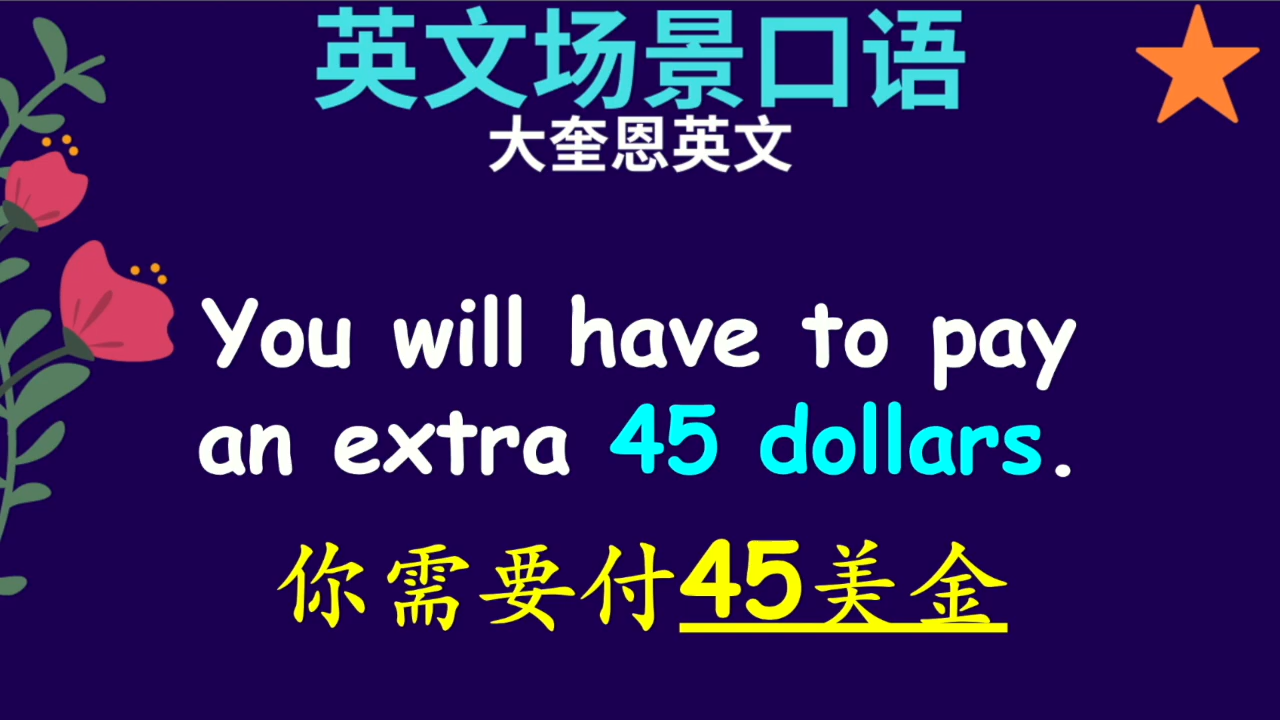 英文场景口语
大奎恩英文
You will have to pay
an extra 45 dollars.
你需要付45美金